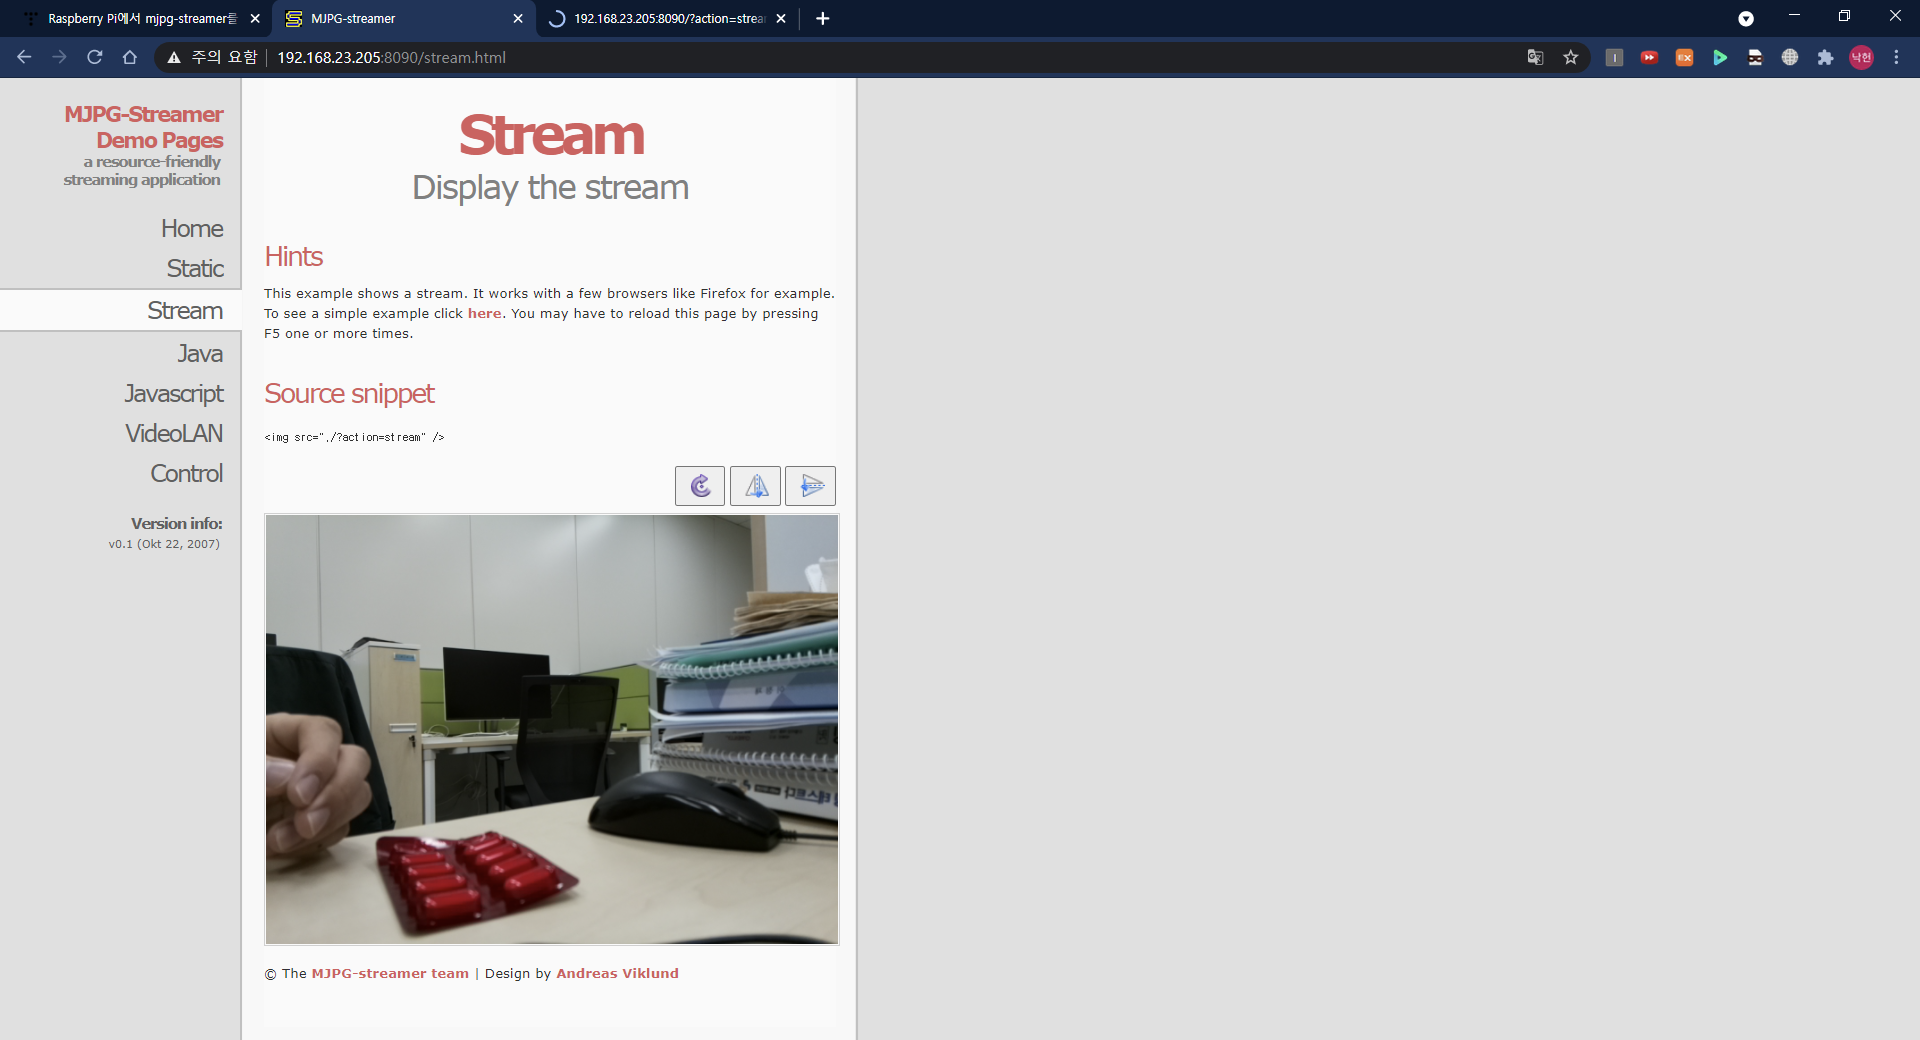 Raspberry Pi에서 mjpg-streamer를
MJPG-streamer
192.168.23.205:8090/?action=strea
주의 요함
192.168.23.205:8090/stream.html
EX
낙헌
MJPG-Streamer
Demo Pages
a resource-friendly
streaming application
Home
Static
Stream
Java
Javascript
VideoLAN
Control
Version info:
v0.1 (Okt 22, 2007)
Stream
Display the stream
Hints
This example shows a stream. It works with a few browsers like Firefox for example.
To see a simple example click here. You may have to reload this page by pressing
F5 one or more times.
Source snippet
<img src="./?action=stream" />
© The MJPG-streamer team | Design by Andreas Viklund